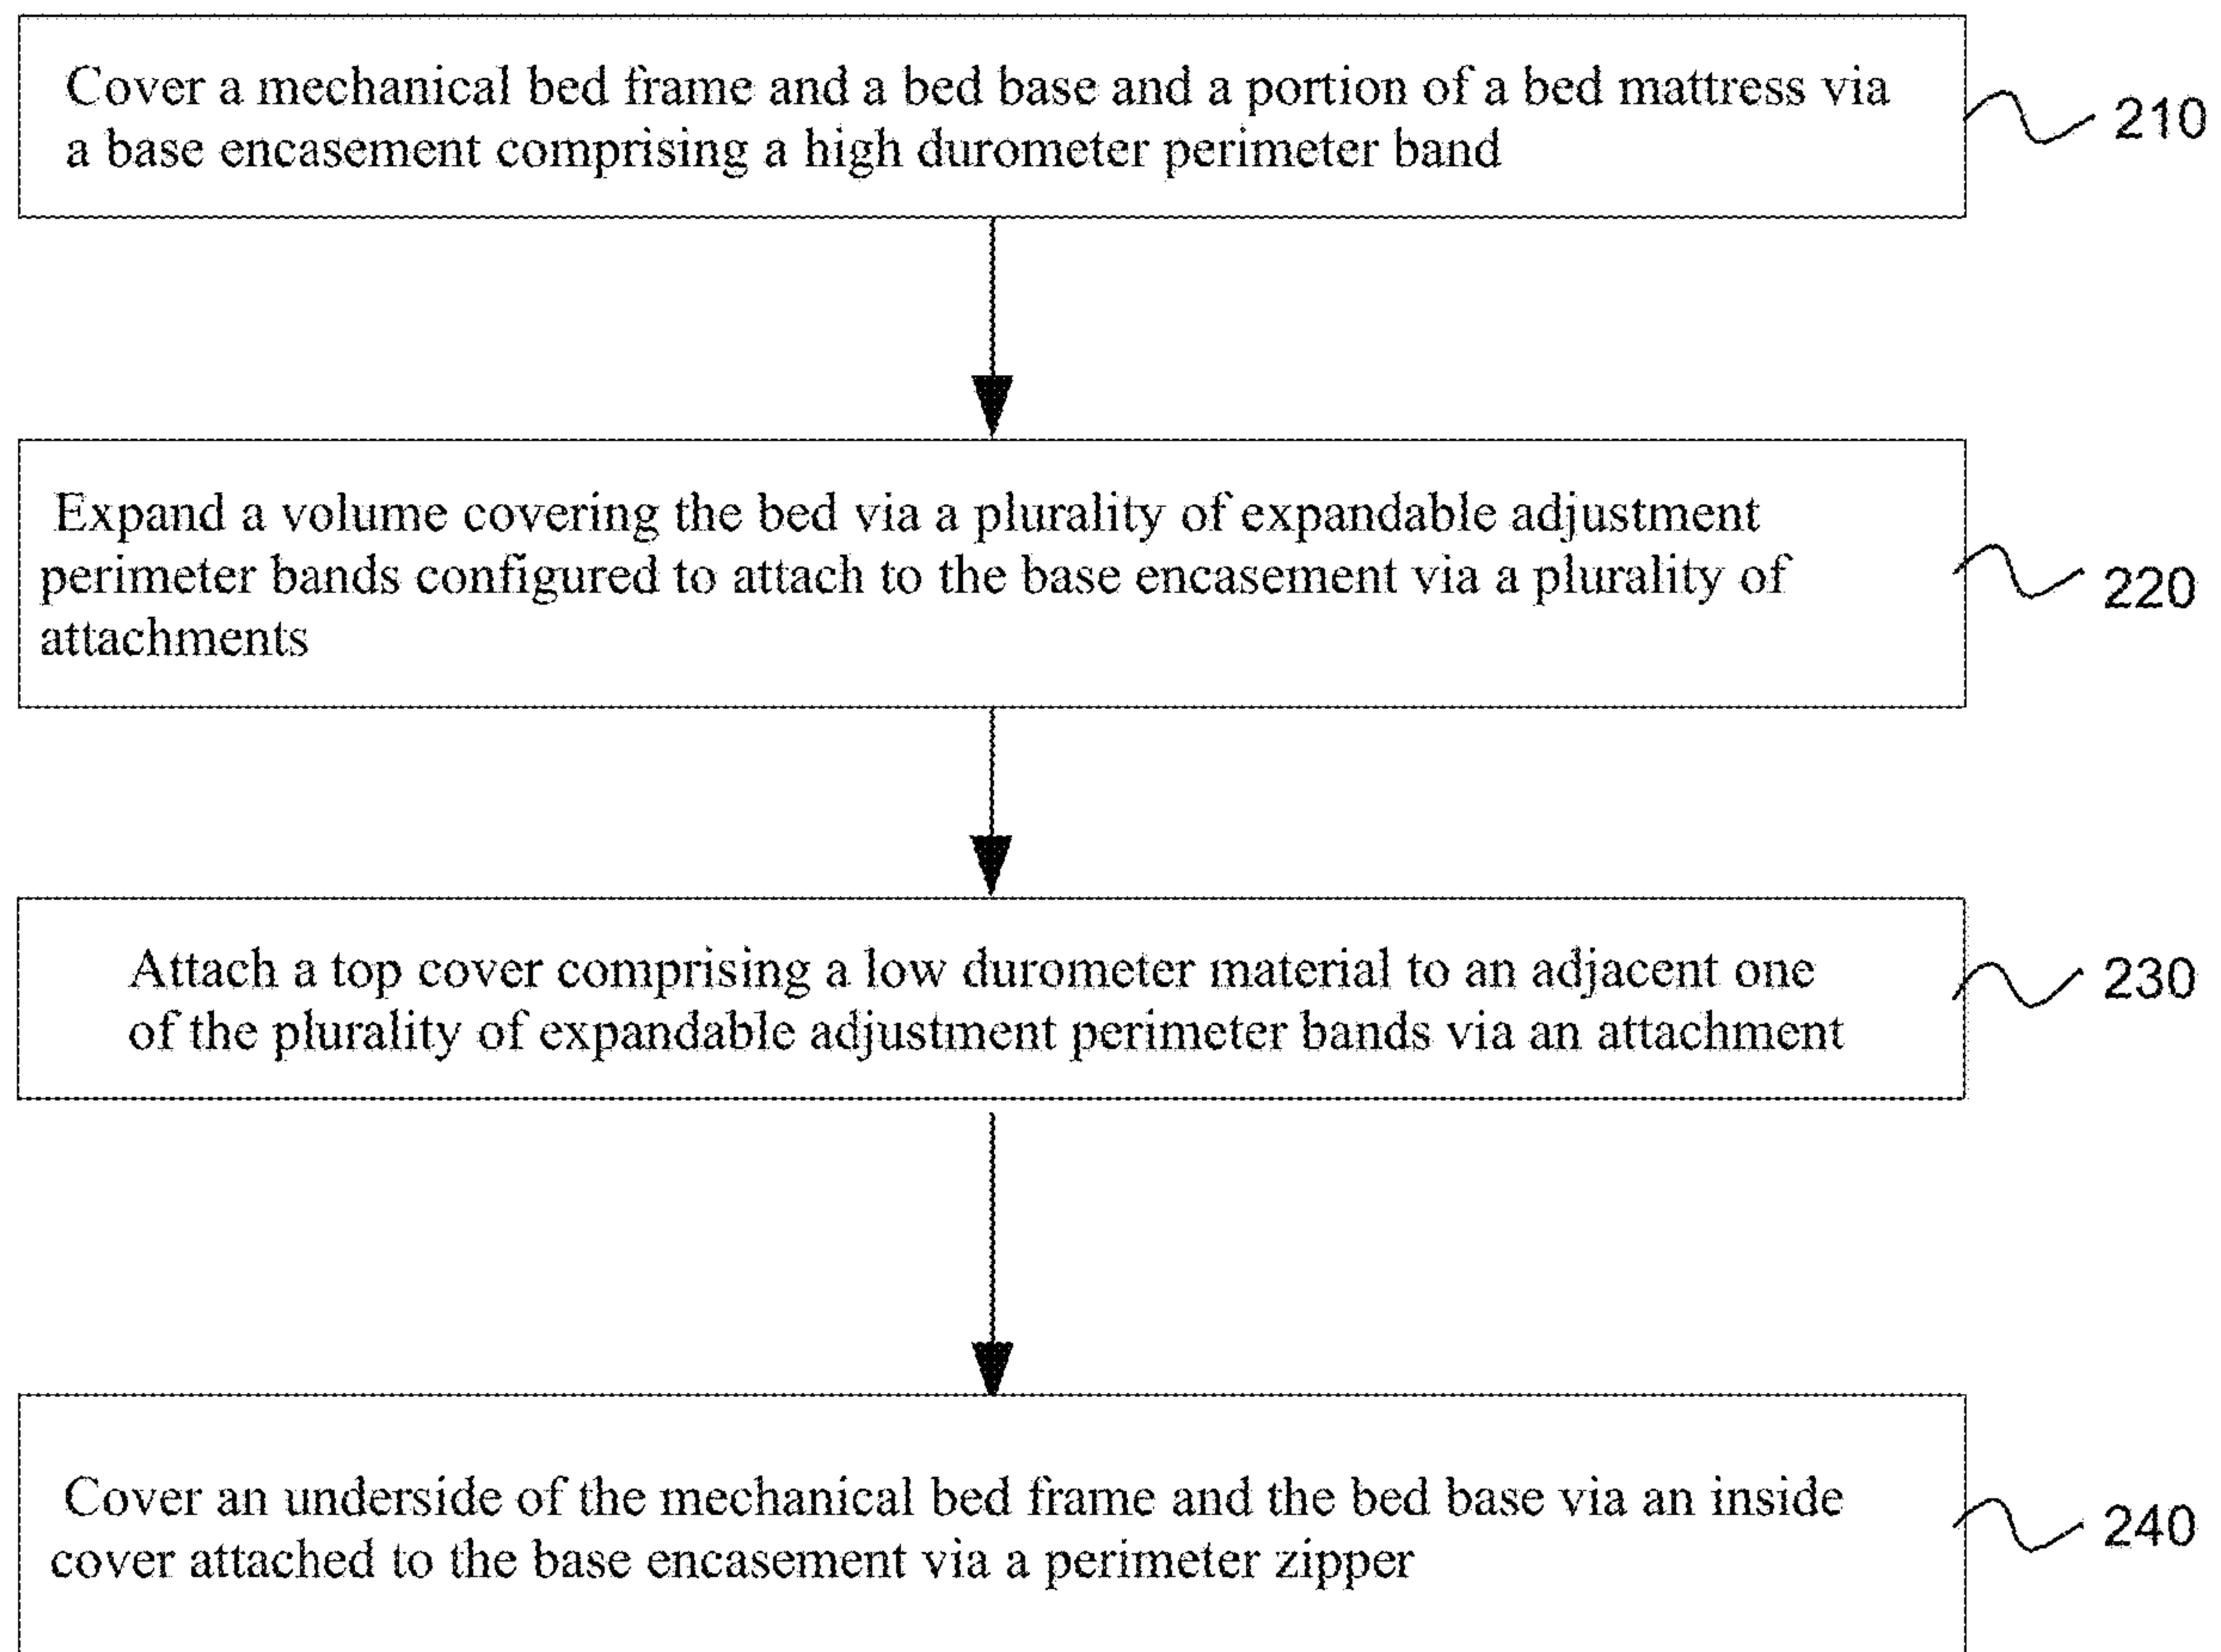 Cover a mechanical bed frame and a bed base and a portion of a bed mattress via
a base encasement comprising a high durometer perimeter band
210
Expand a volume covering the bed via a plurality of expandable adjustment
perimeter bands configured to attach to the base encasement via a plurality of
attachments
220
Attach a top cover comprising a low durometer material to an adjacent one
of the plurality of expandable adjustment perimeter bands via an attachment
230
Cover an underside of the mechanical bed frame and the bed base via an inside
cover attached to the base encasement via a perimeter zipper
240